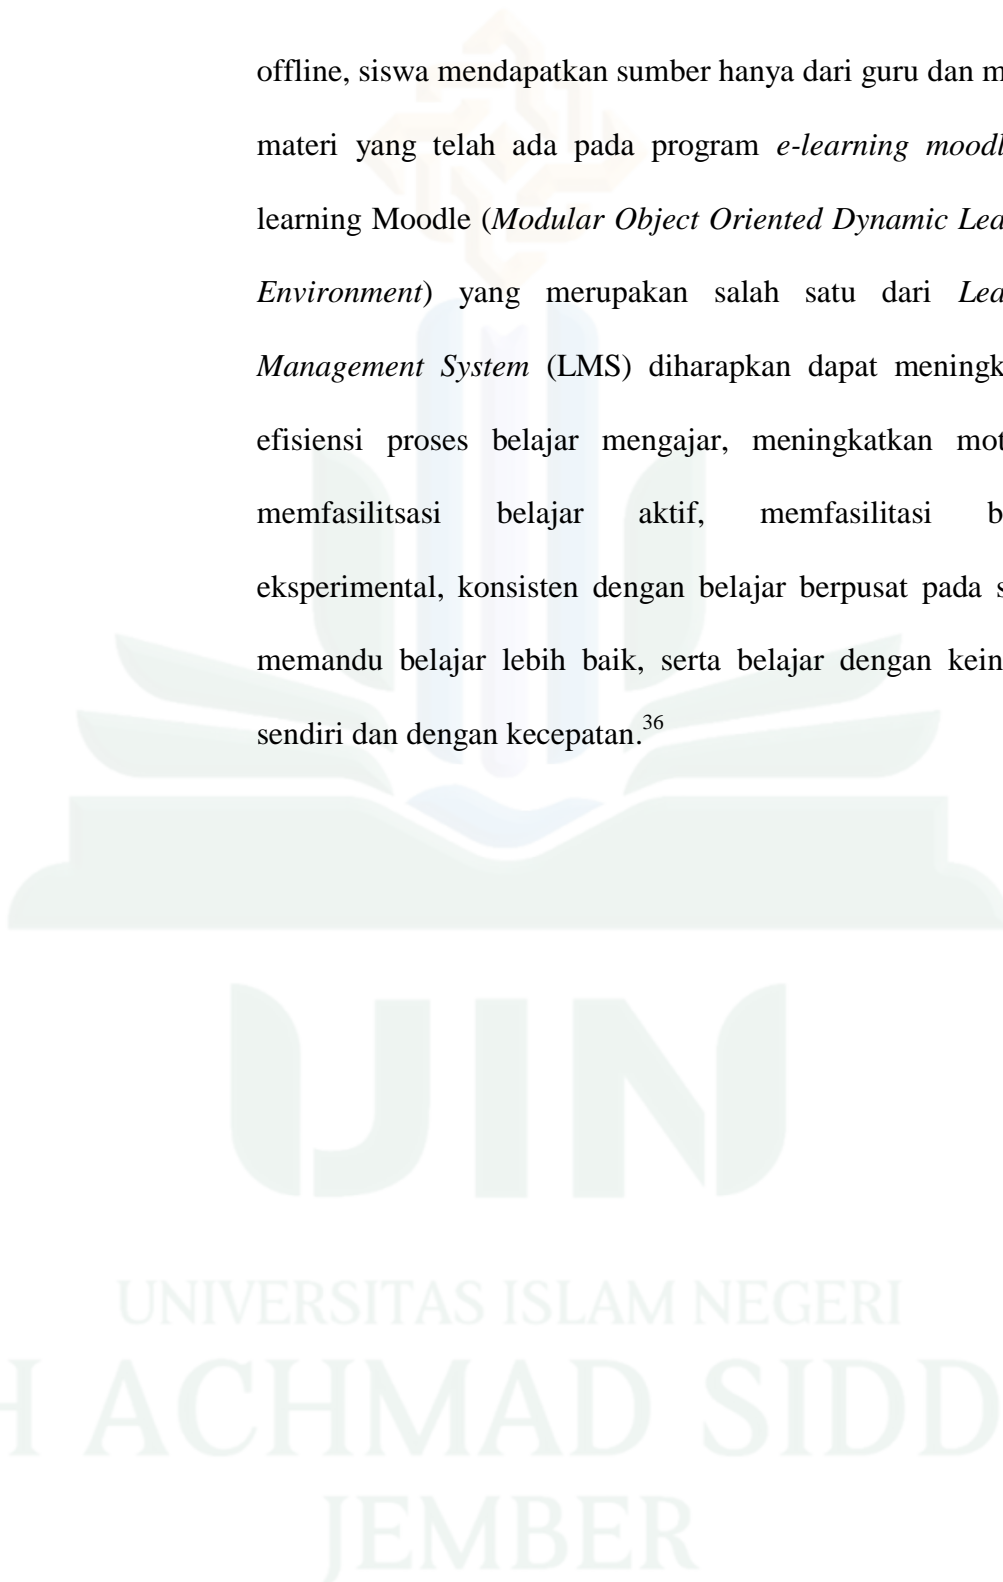 offline, siswa mendapatkan sumber hanya dari guru dan m
materi yang telah ada pada program e-learning moodl
learning Moodle (Modular Object Oriented Dynamic Lea
Environment) yang merupakan salah satu dari Lea
Management System (LMS) diharapkan dapat meningk
efisiensi proses belajar mengajar, meningkatkan mot
memfasilitsasi belajar aktif, memfasilitasi b
eksperimental, konsisten dengan belajar berpusat pada s
memandu belajar lebih baik, serta belajar dengan kein
sendiri dan dengan kecepatan.36
UIN
UNIVERSITAS ISLAM NEGERI
H ACHMAD SIDD
JEMBER